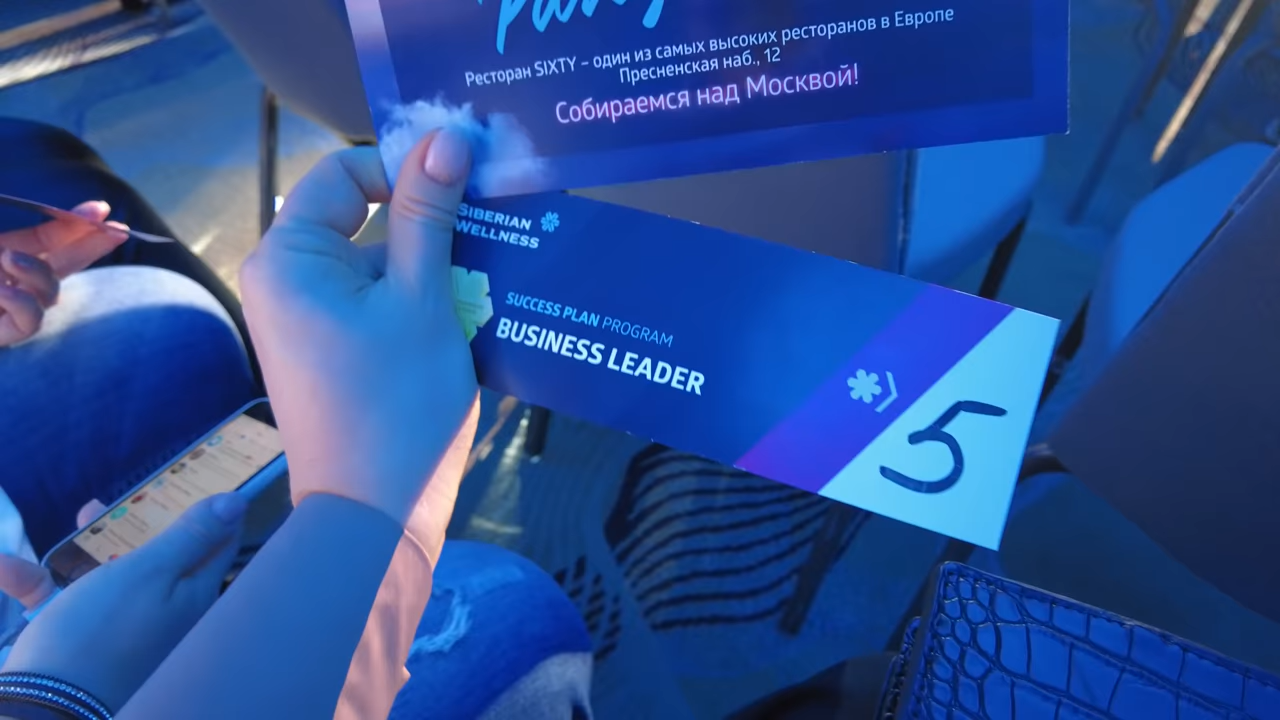 Ресторан SIXTY – один из самых высоких ресторанов в Европе
Пресненская наб., 12
Собираемся над Москвой!
SIBERIAN
WELLNESS
SUCCESS PLAN PROGRAM
BUSINESS LEADER
5